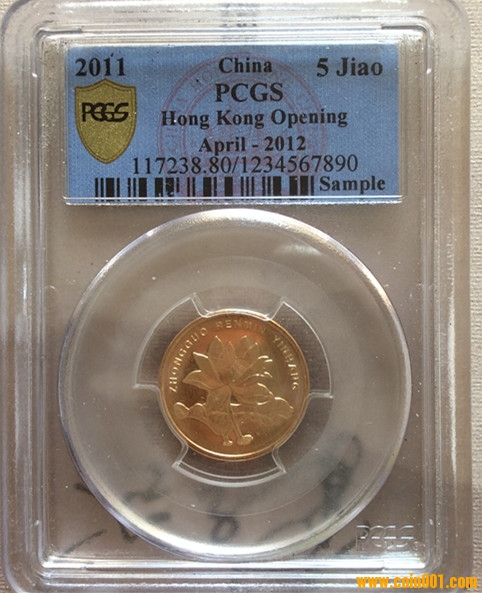 2011 China 5 Jiao
PCGS PCGS
Hong Kong Opening
April - 2012
117238.80/1234567890
Sample
ZHONGGUO RENMIN YINHANG
PCGS
www.coin001.com